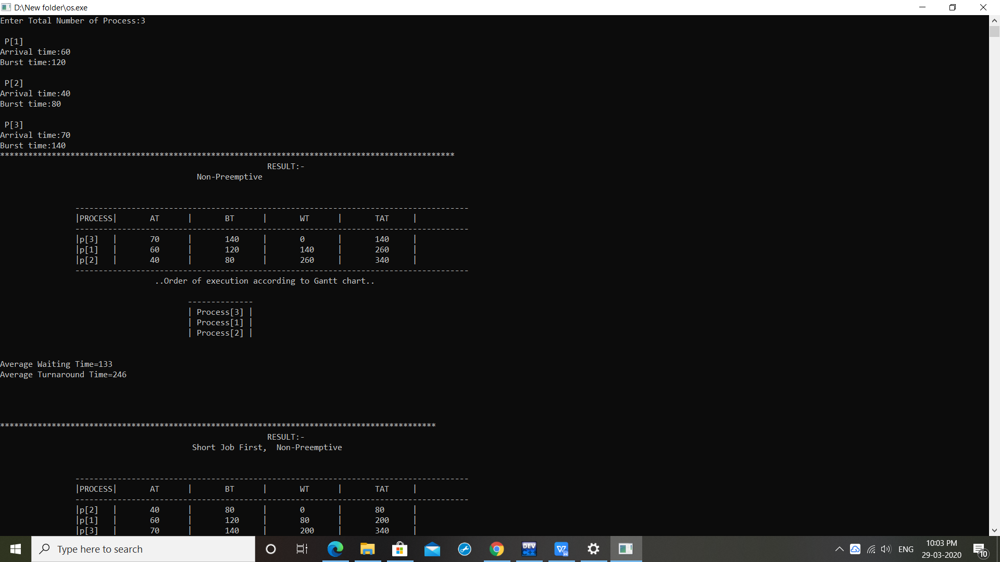 D:\New folder\os.exe
Enter Total Number of Process:3
P[1]
Arrival time:60
Burst time:120
P[2]
Arrival time:40
Burst time:80
P[3]
Arrival time:70
Burst time:140
*************************************************************************************************
RESULT:-
Non-Preemptive
------------------------------------------------------------------------------------
|PROCESS| AT | BT | WT | TAT |
------------------------------------------------------------------------------------
|p[3] | 70 | 140 | 0 | 140 |
|p[1] | 60 | 120 | 140 | 260 |
|p[2] | 40 | 80 | 260 | 340 |
------------------------------------------------------------------------------------
..Order of execution according to Gantt chart..
--------------
| Process[3] |
| Process[1] |
| Process[2] |
Average Waiting Time=133
Average Turnaround Time=246
*********************************************************************************************
RESULT:-
Short Job First,  Non-Preemptive
------------------------------------------------------------------------------------
|PROCESS| AT | BT | WT | TAT |
------------------------------------------------------------------------------------
|p[2] | 40 | 80 | 0 | 80 |
|p[1] | 60 | 120 | 80 | 200 |
|p[3] | 70 | 140 | 200 | 340 |
Type here to search
DEV C++
W
ENG
10:03 PM
29-03-2020
10